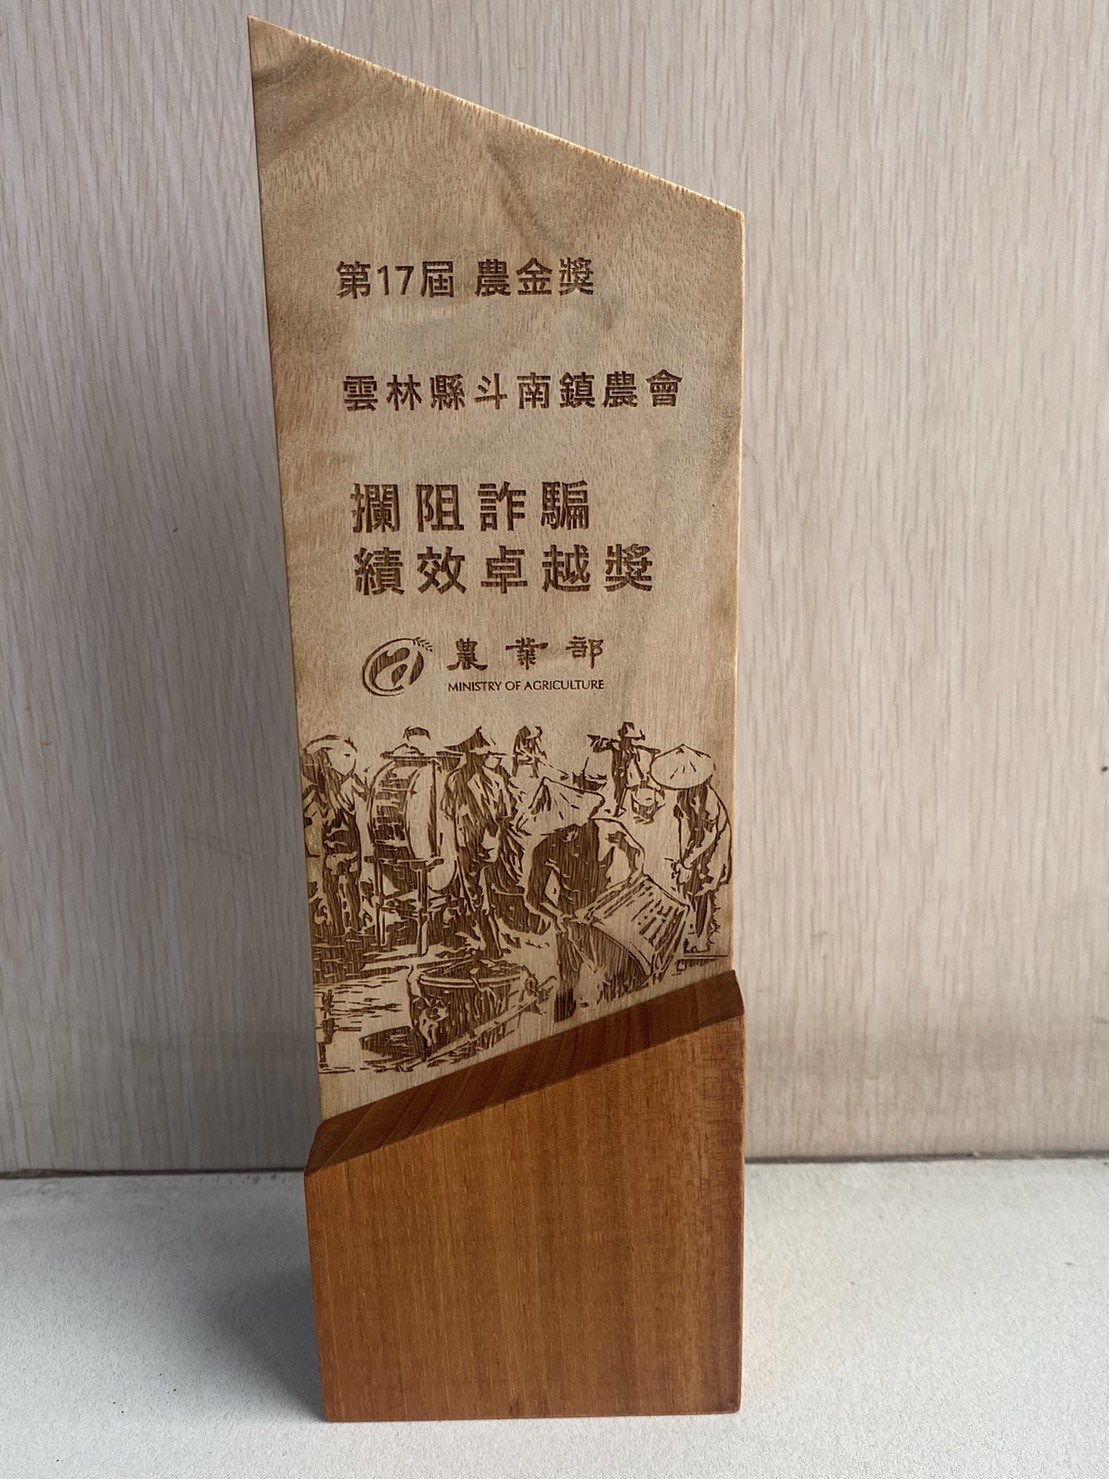 第17屆 農金獎
雲林縣斗南鎮農會
攔阻詐騙
績效卓越獎
農業部
MINISTRY OF AGRICULTURE